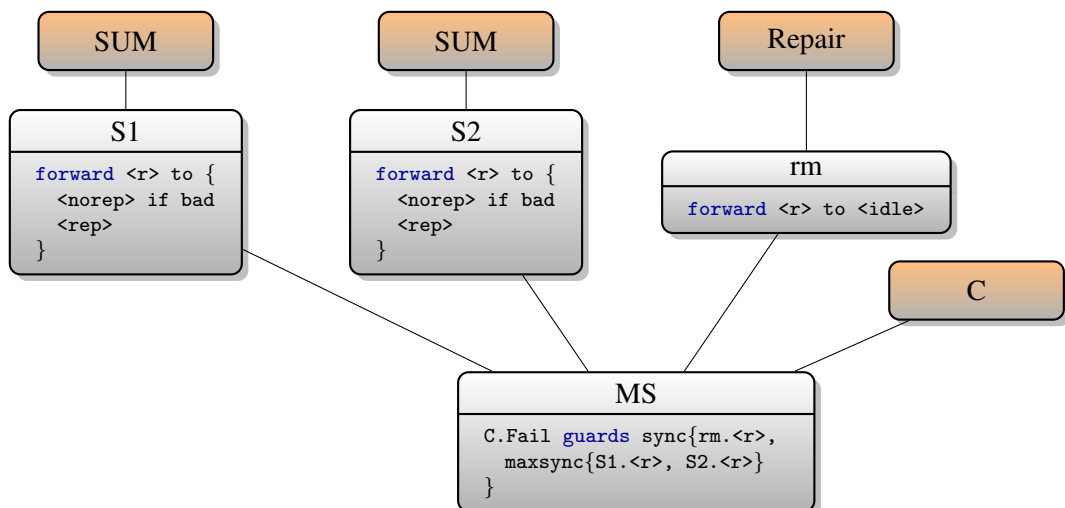 SUM
SUM
Repair
S1
forward <r> to {
<norep> if bad
<rep>
}
S2
forward <r> to {
<norep> if bad
<rep>
}
rm
forward <r> to <idle>
C
MS
C.Fail guards sync{rm.<r>,
maxsync{S1.<r>, S2.<r>}
}